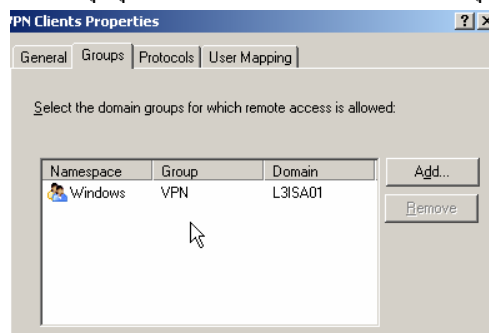 VPN Clients Properties
General Groups Protocols User Mapping
Select the domain groups for which remote access is allowed:
Namespace Group Domain
Windows VPN L3ISA01
Add...
Remove